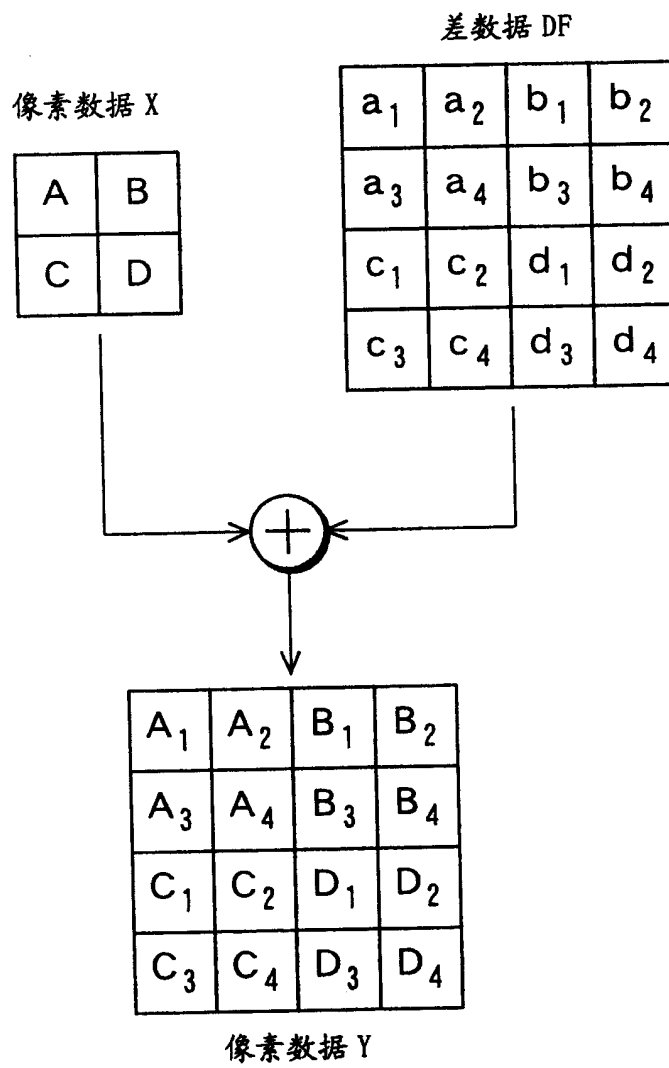 差数据 DF
像素数据 X
a₁ a₂ b₁ b₂
a₃ a₄ b₃ b₄
c₁ c₂ d₁ d₂
c₃ c₄ d₃ d₄
A B
C D
+
A₁ A₂ B₁ B₂
A₃ A₄ B₃ B₄
C₁ C₂ D₁ D₂
C₃ C₄ D₃ D₄
像素数据 Y